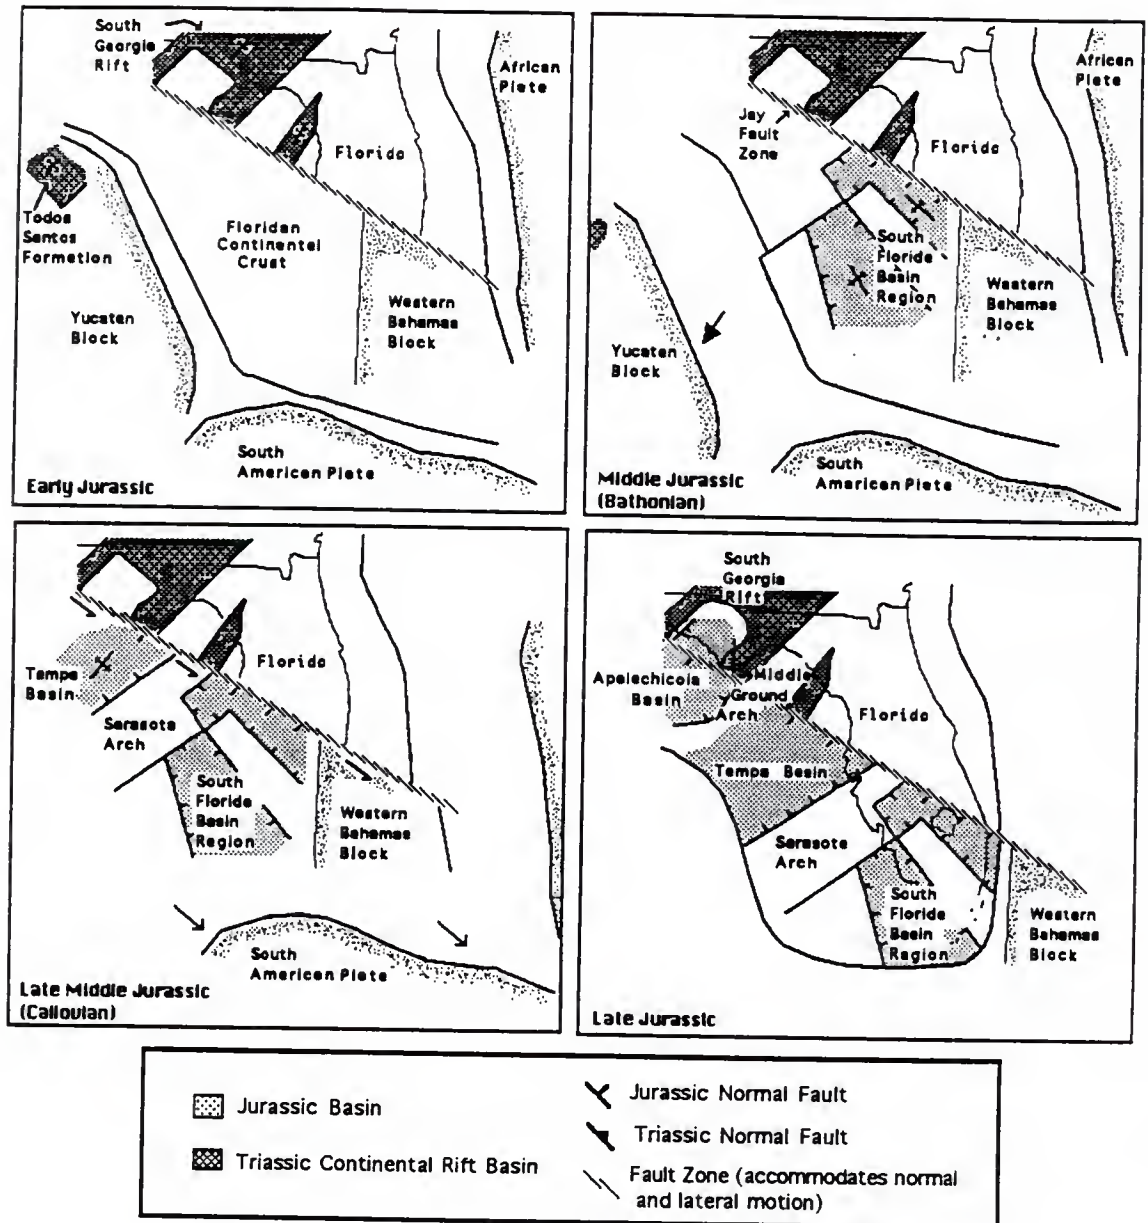 South
Georgia
Rift
African
Plate
Florida
Todos
Santos
Formation
Floridan
Continental
Crust
Yucatan
Block
Western
Bahamas
Block
South
American Plate
Early Jurassic
African
Plate
Jay
Fault
Zone
Florida
South
Florida
Basin
Region
Western
Bahamas
Block
Yucatan
Block
South
American Plate
Middle Jurassic
(Bathonian)
Florida
Tampa
Basin
Sarasota
Arch
South
Florida
Basin
Region
Western
Bahamas
Block
South
American Plate
Late Middle Jurassic
(Callovian)
South
Georgia
Rift
Apalachicola
Basin
Middle
Ground
Arch
Florida
Tampa Basin
Sarasota
Arch
South
Florida
Basin
Region
Western
Bahamas
Block
Late Jurassic
Jurassic Basin
Triassic Continental Rift Basin
Jurassic Normal Fault
Triassic Normal Fault
Fault Zone (accommodates normal
and lateral motion)